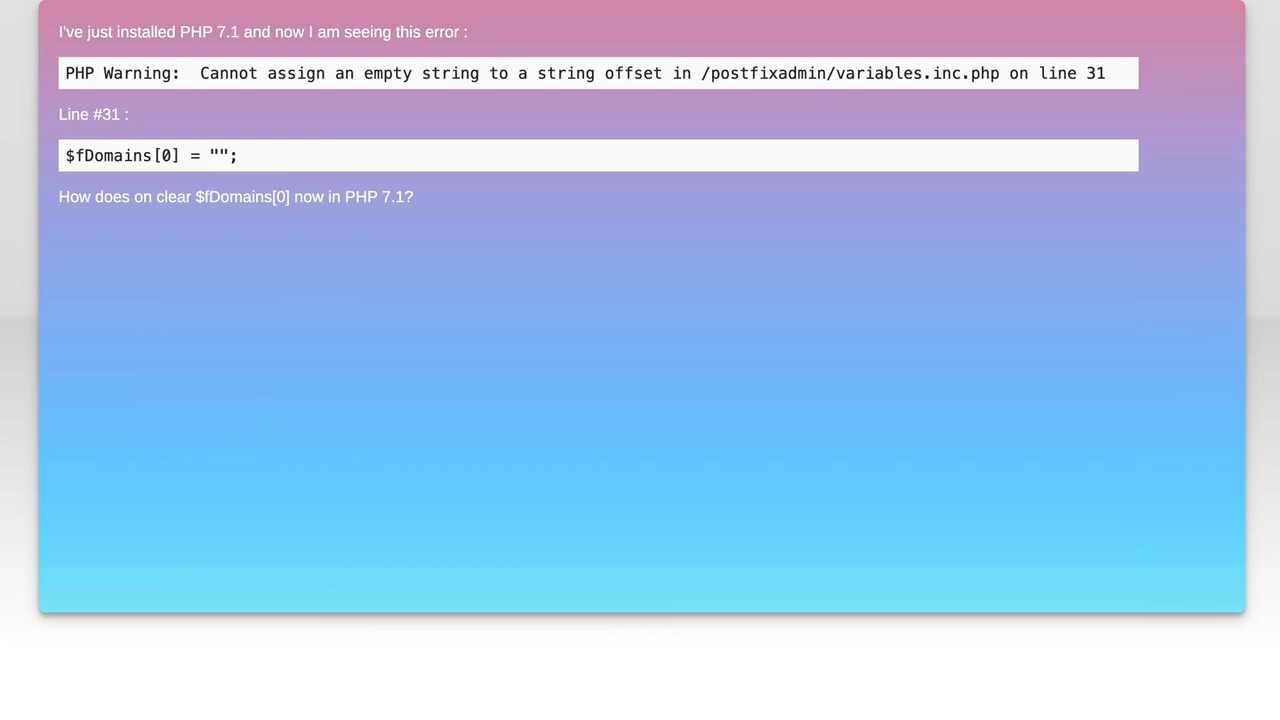 I've just installed PHP 7.1 and now I am seeing this error :
PHP Warning:  Cannot assign an empty string to a string offset in /postfixadmin/variables.inc.php on line 31
Line #31 :
$fDomains[0] = "";
How does on clear $fDomains[0] now in PHP 7.1?